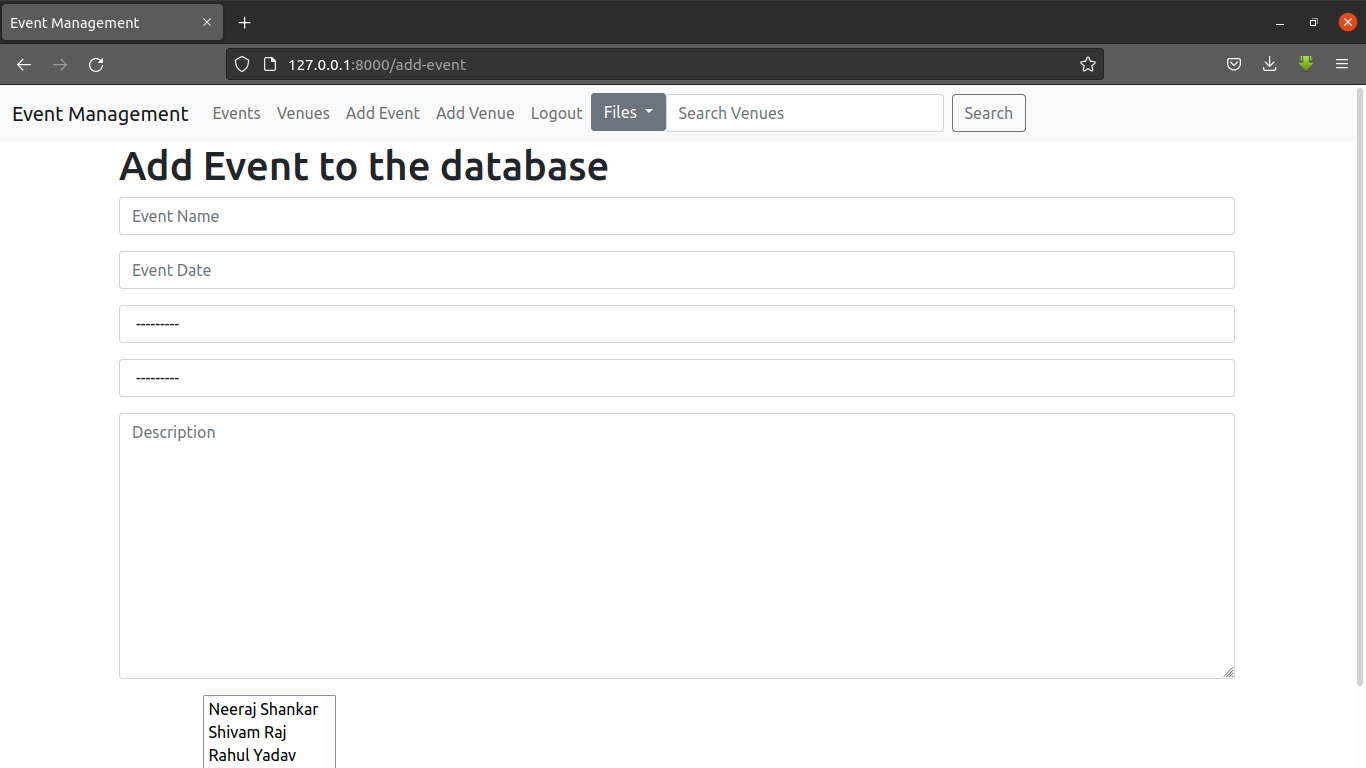 Event Management
127.0.0.1:8000/add-event
Event Management Events Venues Add Event Add Venue Logout Files Search Venues Search
Add Event to the database
Event Name
Event Date
---------
---------
Description
Neeraj Shankar
Shivam Raj
Rahul Yadav